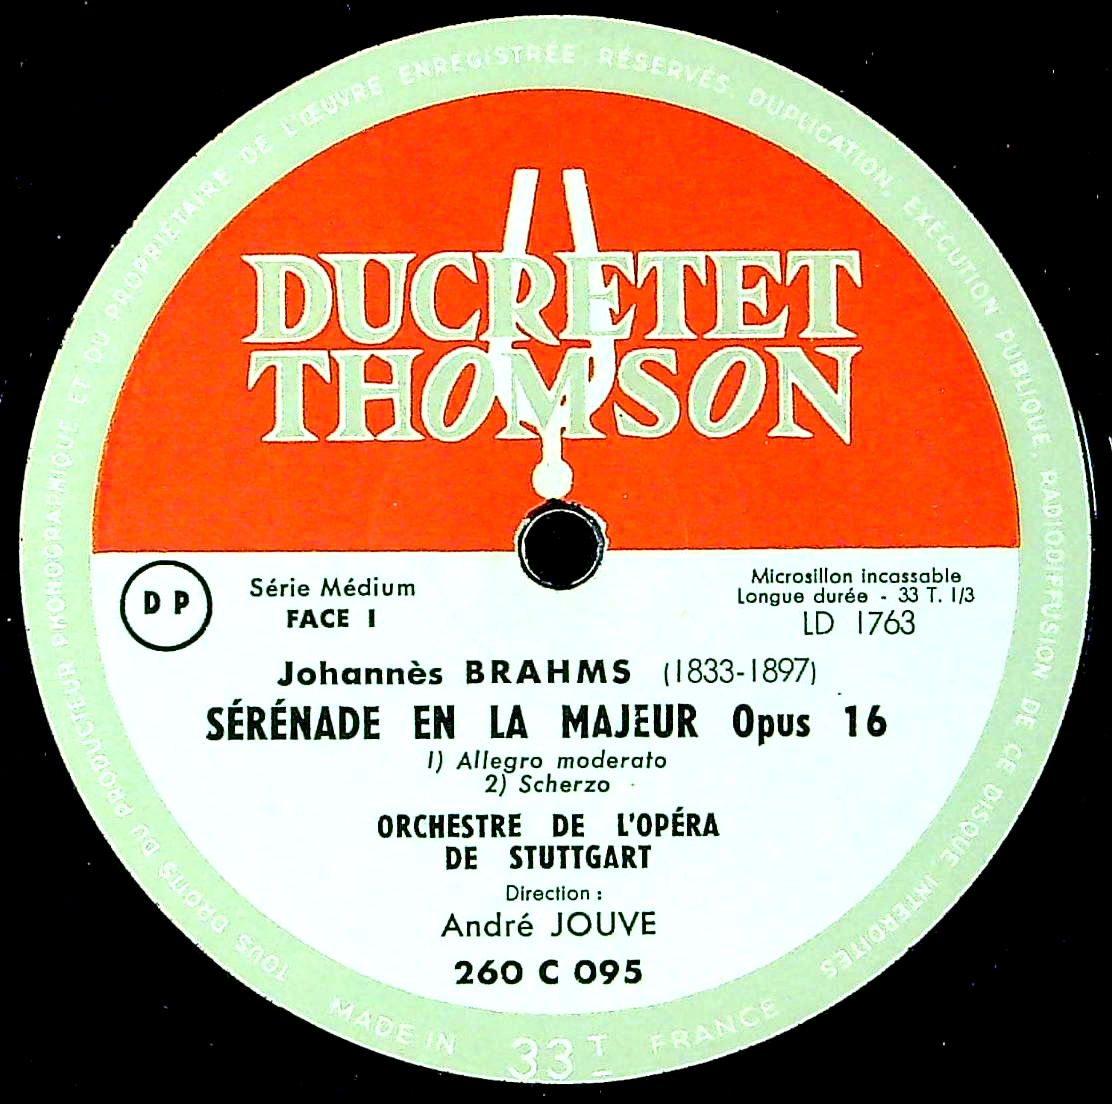 TOUS DROITS DU PRODUCTEUR PHONOGRAPHIQUE ET DU PROPRIÉTAIRE DE L'ŒUVRE ENREGISTRÉE RÉSERVÉS. DUPLICATION, EXÉCUTION PUBLIQUE, RADIODIFFUSION DE CE DISQUE INTERDITES
DUCRETET
THOMSON
D P
Série Médium
FACE 1
Microsillon incassable
Longue durée - 33 T. 1/3
LD 1763
Johannès BRAHMS (1833-1897)
SÉRÉNADE EN LA MAJEUR Opus 16
1) Allegro moderato
2) Scherzo
ORCHESTRE DE L'OPÉRA
DE STUTTGART
Direction :
André JOUVE
260 C 095
MADE IN 33 T FRANCE